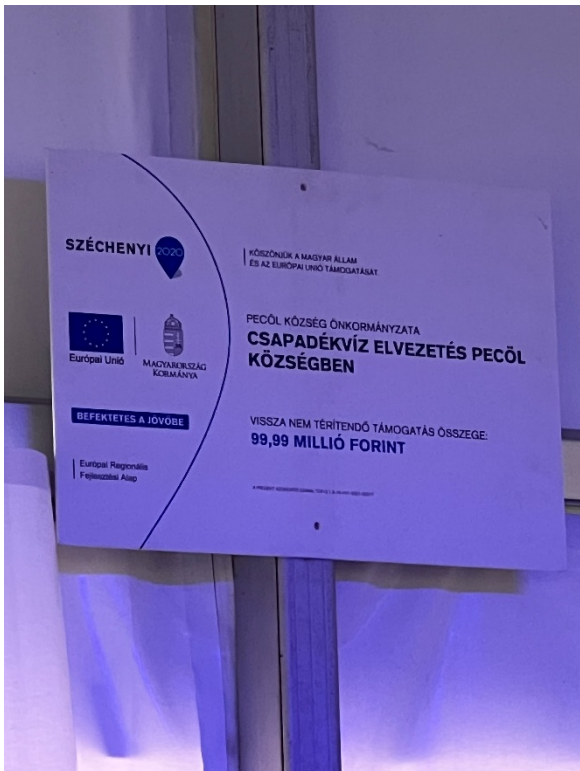 SZÉCHENYI 2020
KÖSZÖNJÜK A MAGYAR ÁLLAM
ÉS AZ EURÓPAI UNIÓ TÁMOGATÁSÁT
PECÖL KÖZSÉG ÖNKORMÁNYZATA
CSAPADÉKVÍZ ELVEZETÉS PECÖL
KÖZSÉGBEN
Európai Unió
MAGYARORSZÁG
KORMÁNYA
BEFEKTETÉS A JÖVŐBE
VISSZA NEM TÉRÍTENDŐ TÁMOGATÁS ÖSSZEGE:
99,99 MILLIÓ FORINT
Európai Regionális
Fejlesztési Alap